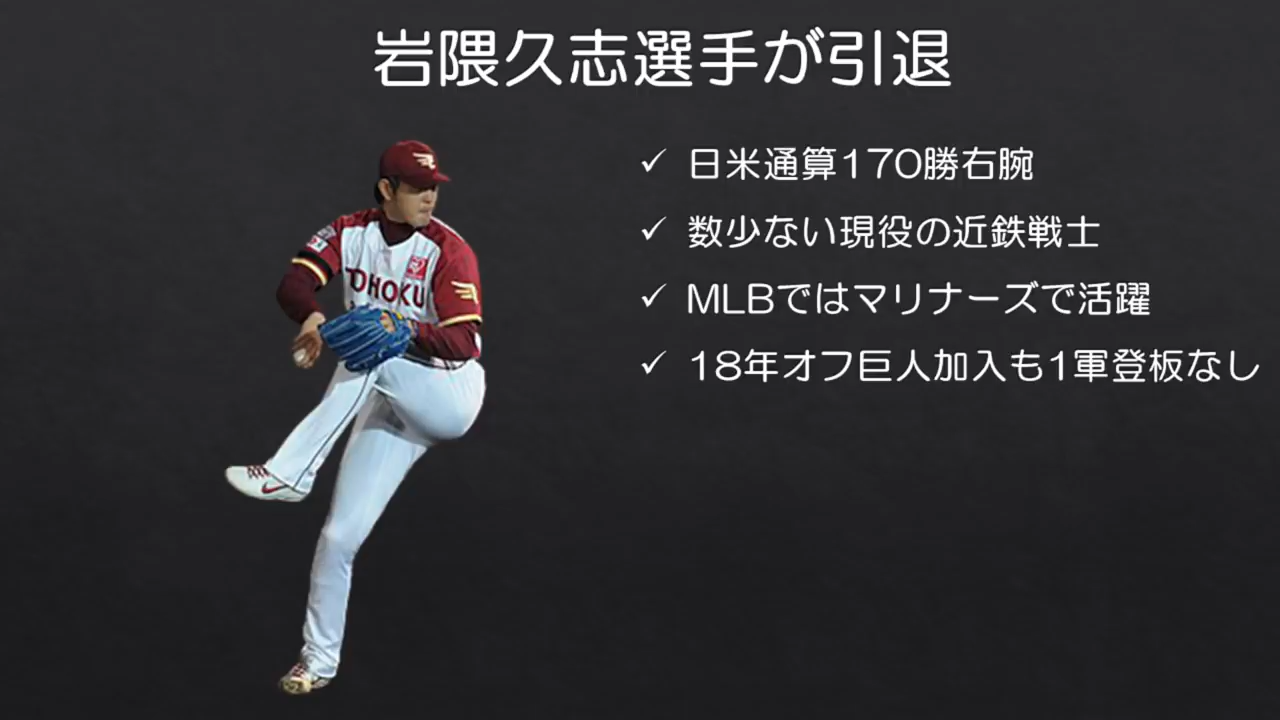 岩隈久志選手が引退
✓ 日米通算170勝右腕
✓ 数少ない現役の近鉄戦士
✓ MLBではマリナーズで活躍
✓ 18年オフ巨人加入も1軍登板なし
TOHOKU